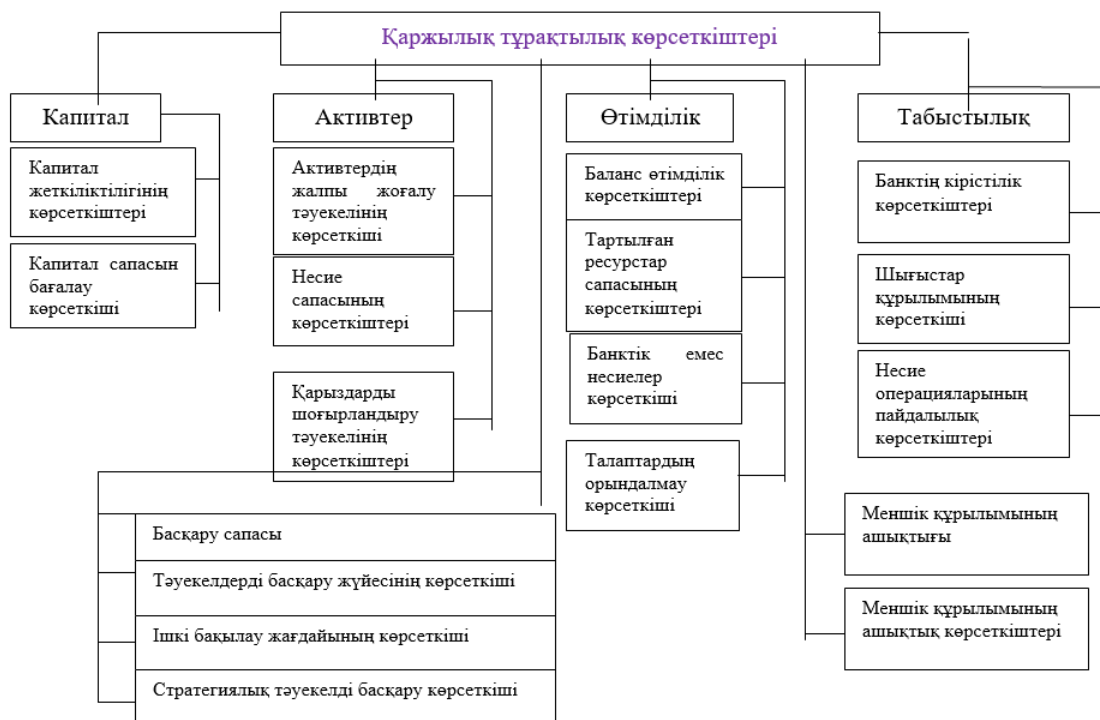 Қаржылық тұрақтылық көрсеткіштері
Капитал
Капитал
жеткіліктілігінің
көрсеткіштері
Капитал сапасын
бағалау
көрсеткіші
Активтер
Активтердің
жалпы жоғалу
тәуекелінің
көрсеткіші
Несие
сапасының
көрсеткіштері
Қарыздарды
шоғырландыру
тәуекелінің
көрсеткіштері
Өтімділік
Баланс өтімділік
көрсеткіштері
Тартылған
ресурстар
сапасының
көрсеткіштері
Банктік емес
несиелер
көрсеткіші
Талаптардың
орындалмау
көрсеткіші
Табыстылық
Банктің кірістілік
көрсеткіштері
Шығыстар
құрылымының
көрсеткіші
Несие
операцияларының
пайдалылық
көрсеткіштері
Басқару сапасы
Тәуекелдерді басқару жүйесінің көрсеткіші
Ішкі бақылау жағдайының көрсеткіші
Стратегиялық тәуекелді басқару көрсеткіші
Меншік құрылымының
ашықтығы
Меншік құрылымының
ашықтық көрсеткіштері